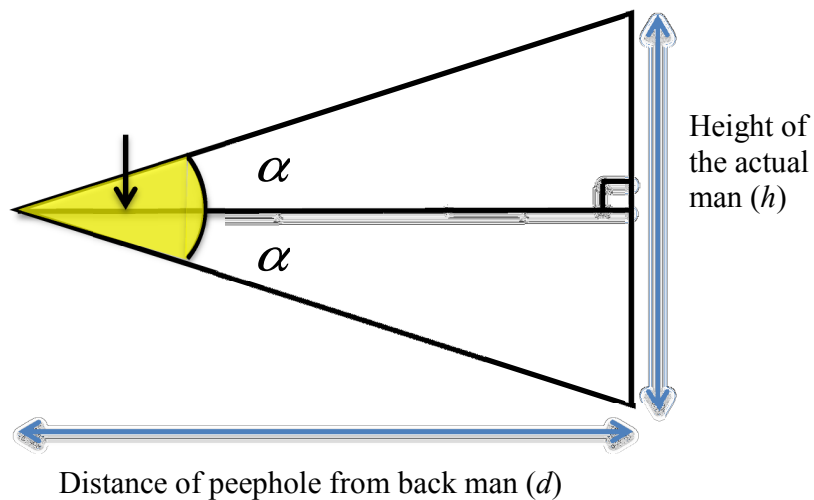 α
α
Height of
the actual
man (h)
Distance of peephole from back man (d)